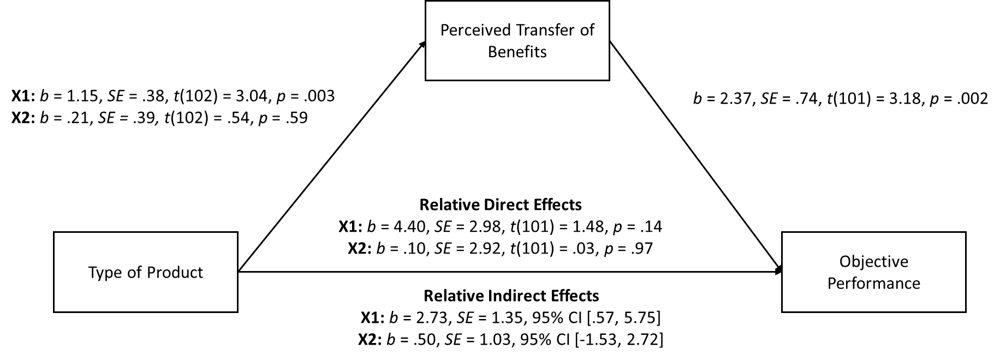 Perceived Transfer of
Benefits
X1: b = 1.15, SE = .38, t(102) = 3.04, p = .003
X2: b = .21, SE = .39, t(102) = .54, p = .59
b = 2.37, SE = .74, t(101) = 3.18, p = .002
Relative Direct Effects
X1: b = 4.40, SE = 2.98, t(101) = 1.48, p = .14
X2: b = .10, SE = 2.92, t(101) = .03, p = .97
Type of Product
Objective
Performance
Relative Indirect Effects
X1: b = 2.73, SE = 1.35, 95% CI [.57, 5.75]
X2: b = .50, SE = 1.03, 95% CI [-1.53, 2.72]